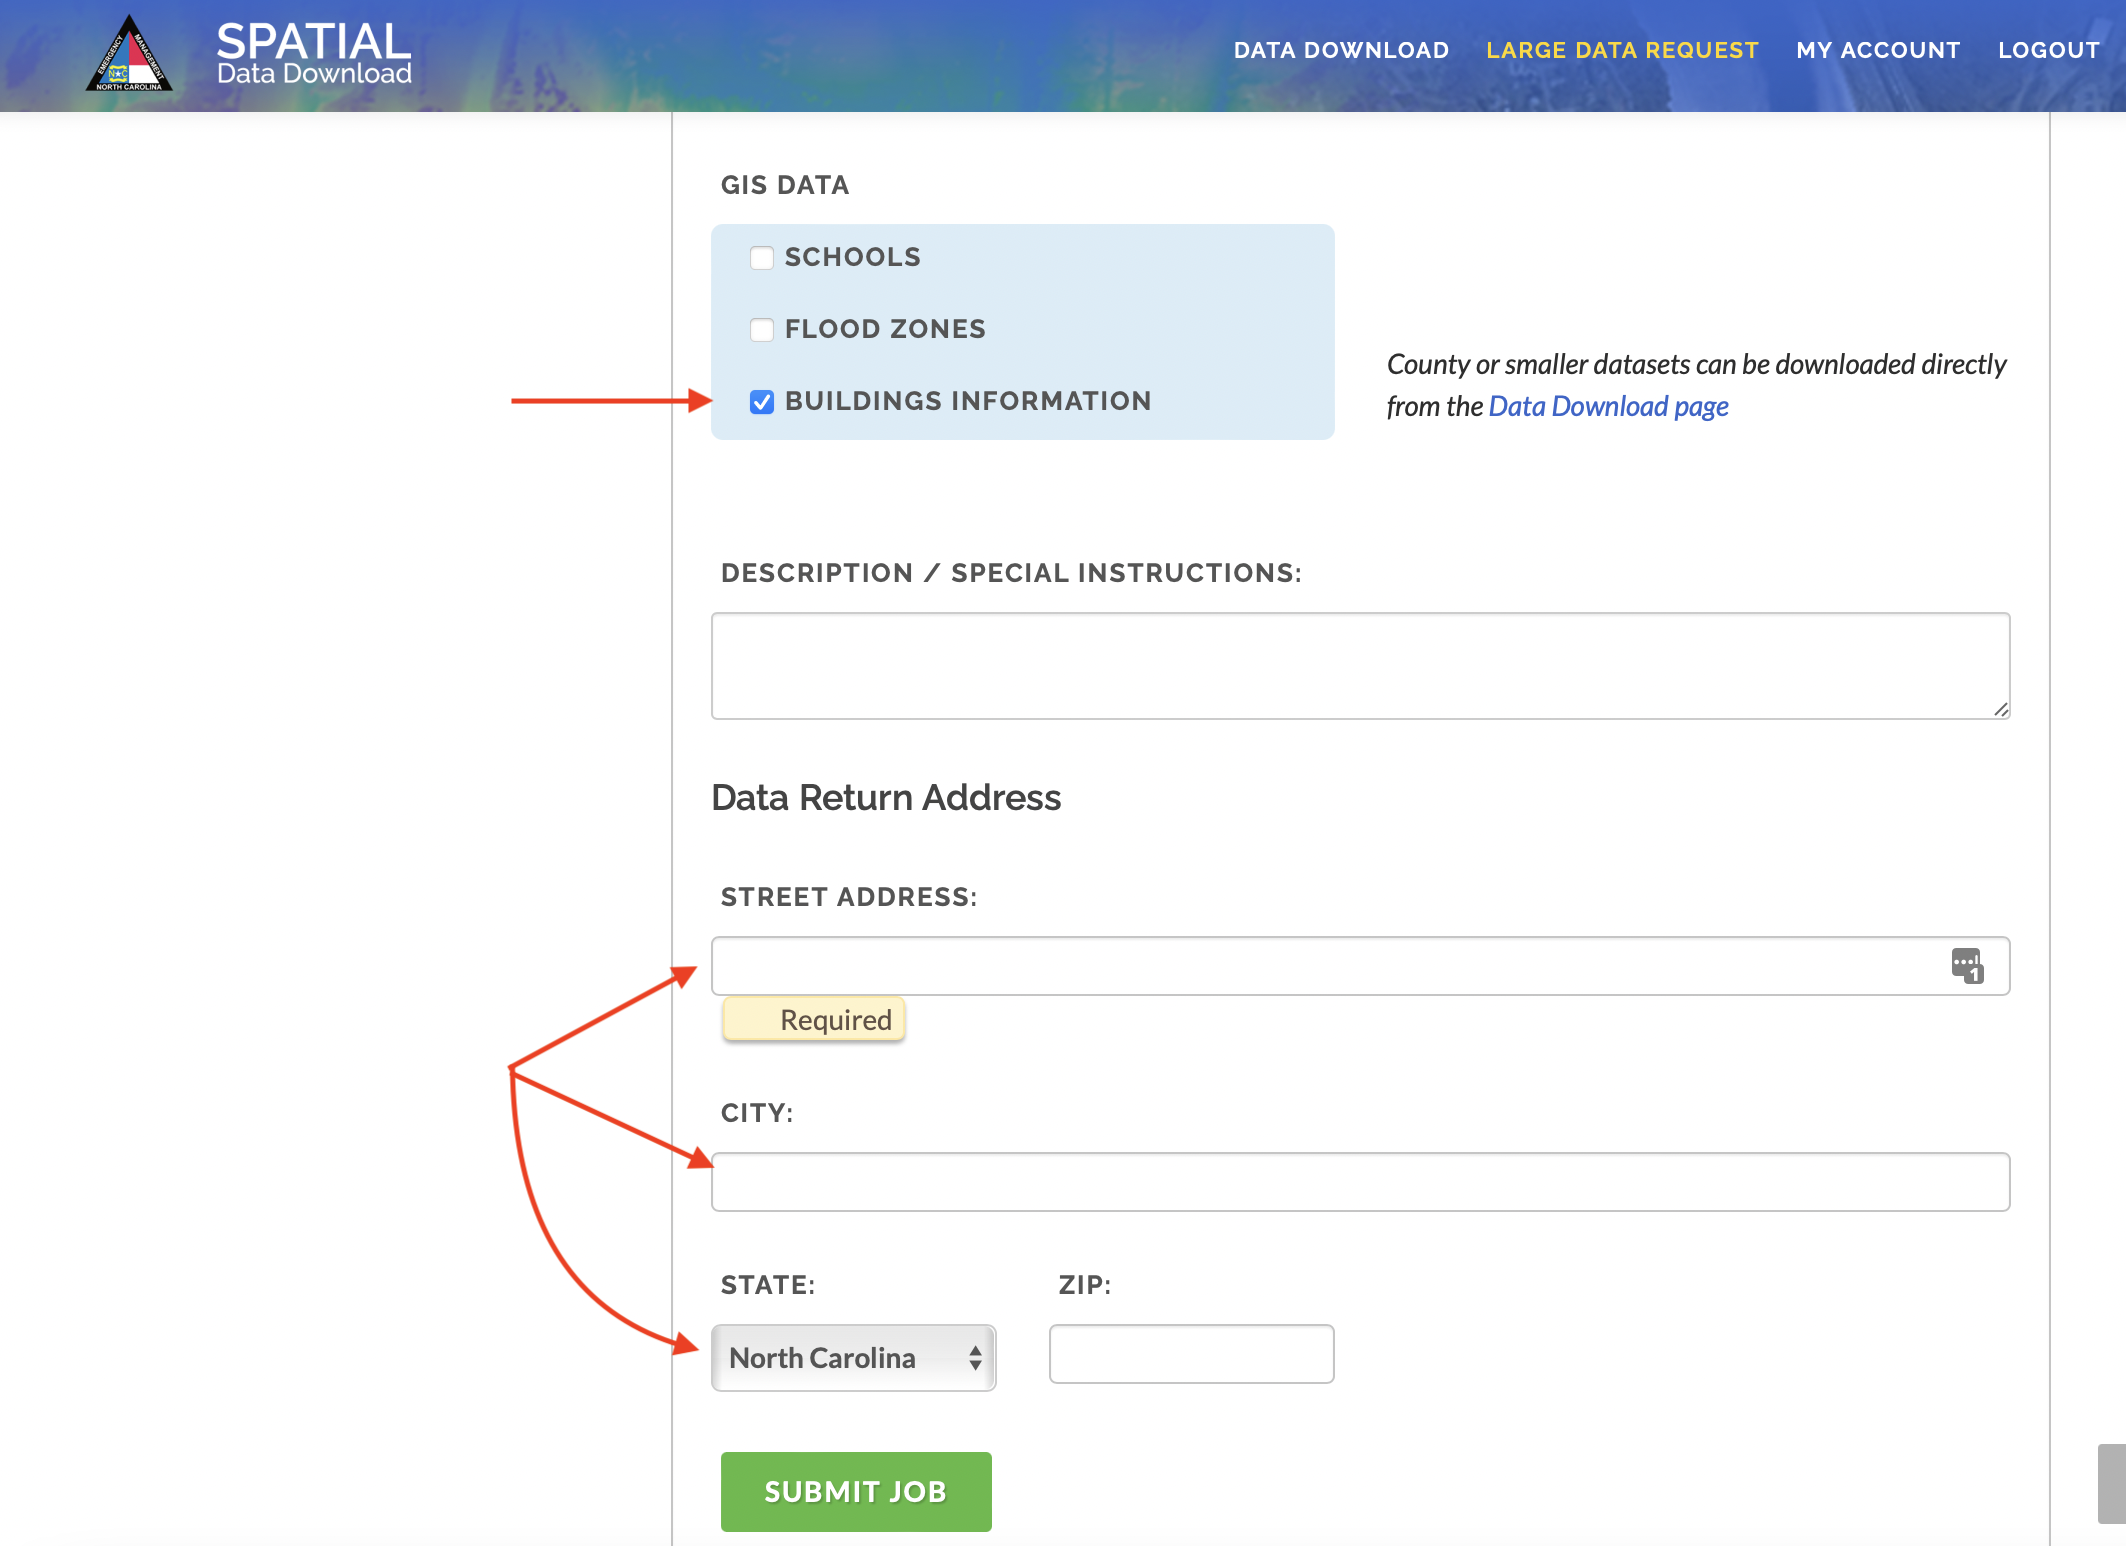 EMERGENCY MANAGEMENT
NC
NORTH CAROLINA
SPATIAL
Data Download
DATA DOWNLOAD LARGE DATA REQUEST MY ACCOUNT LOGOUT
GIS DATA
SCHOOLS
FLOOD ZONES
BUILDINGS INFORMATION
County or smaller datasets can be downloaded directly
from the Data Download page
DESCRIPTION / SPECIAL INSTRUCTIONS:
Data Return Address
STREET ADDRESS:
1
Required
CITY:
STATE: ZIP:
North Carolina
SUBMIT JOB